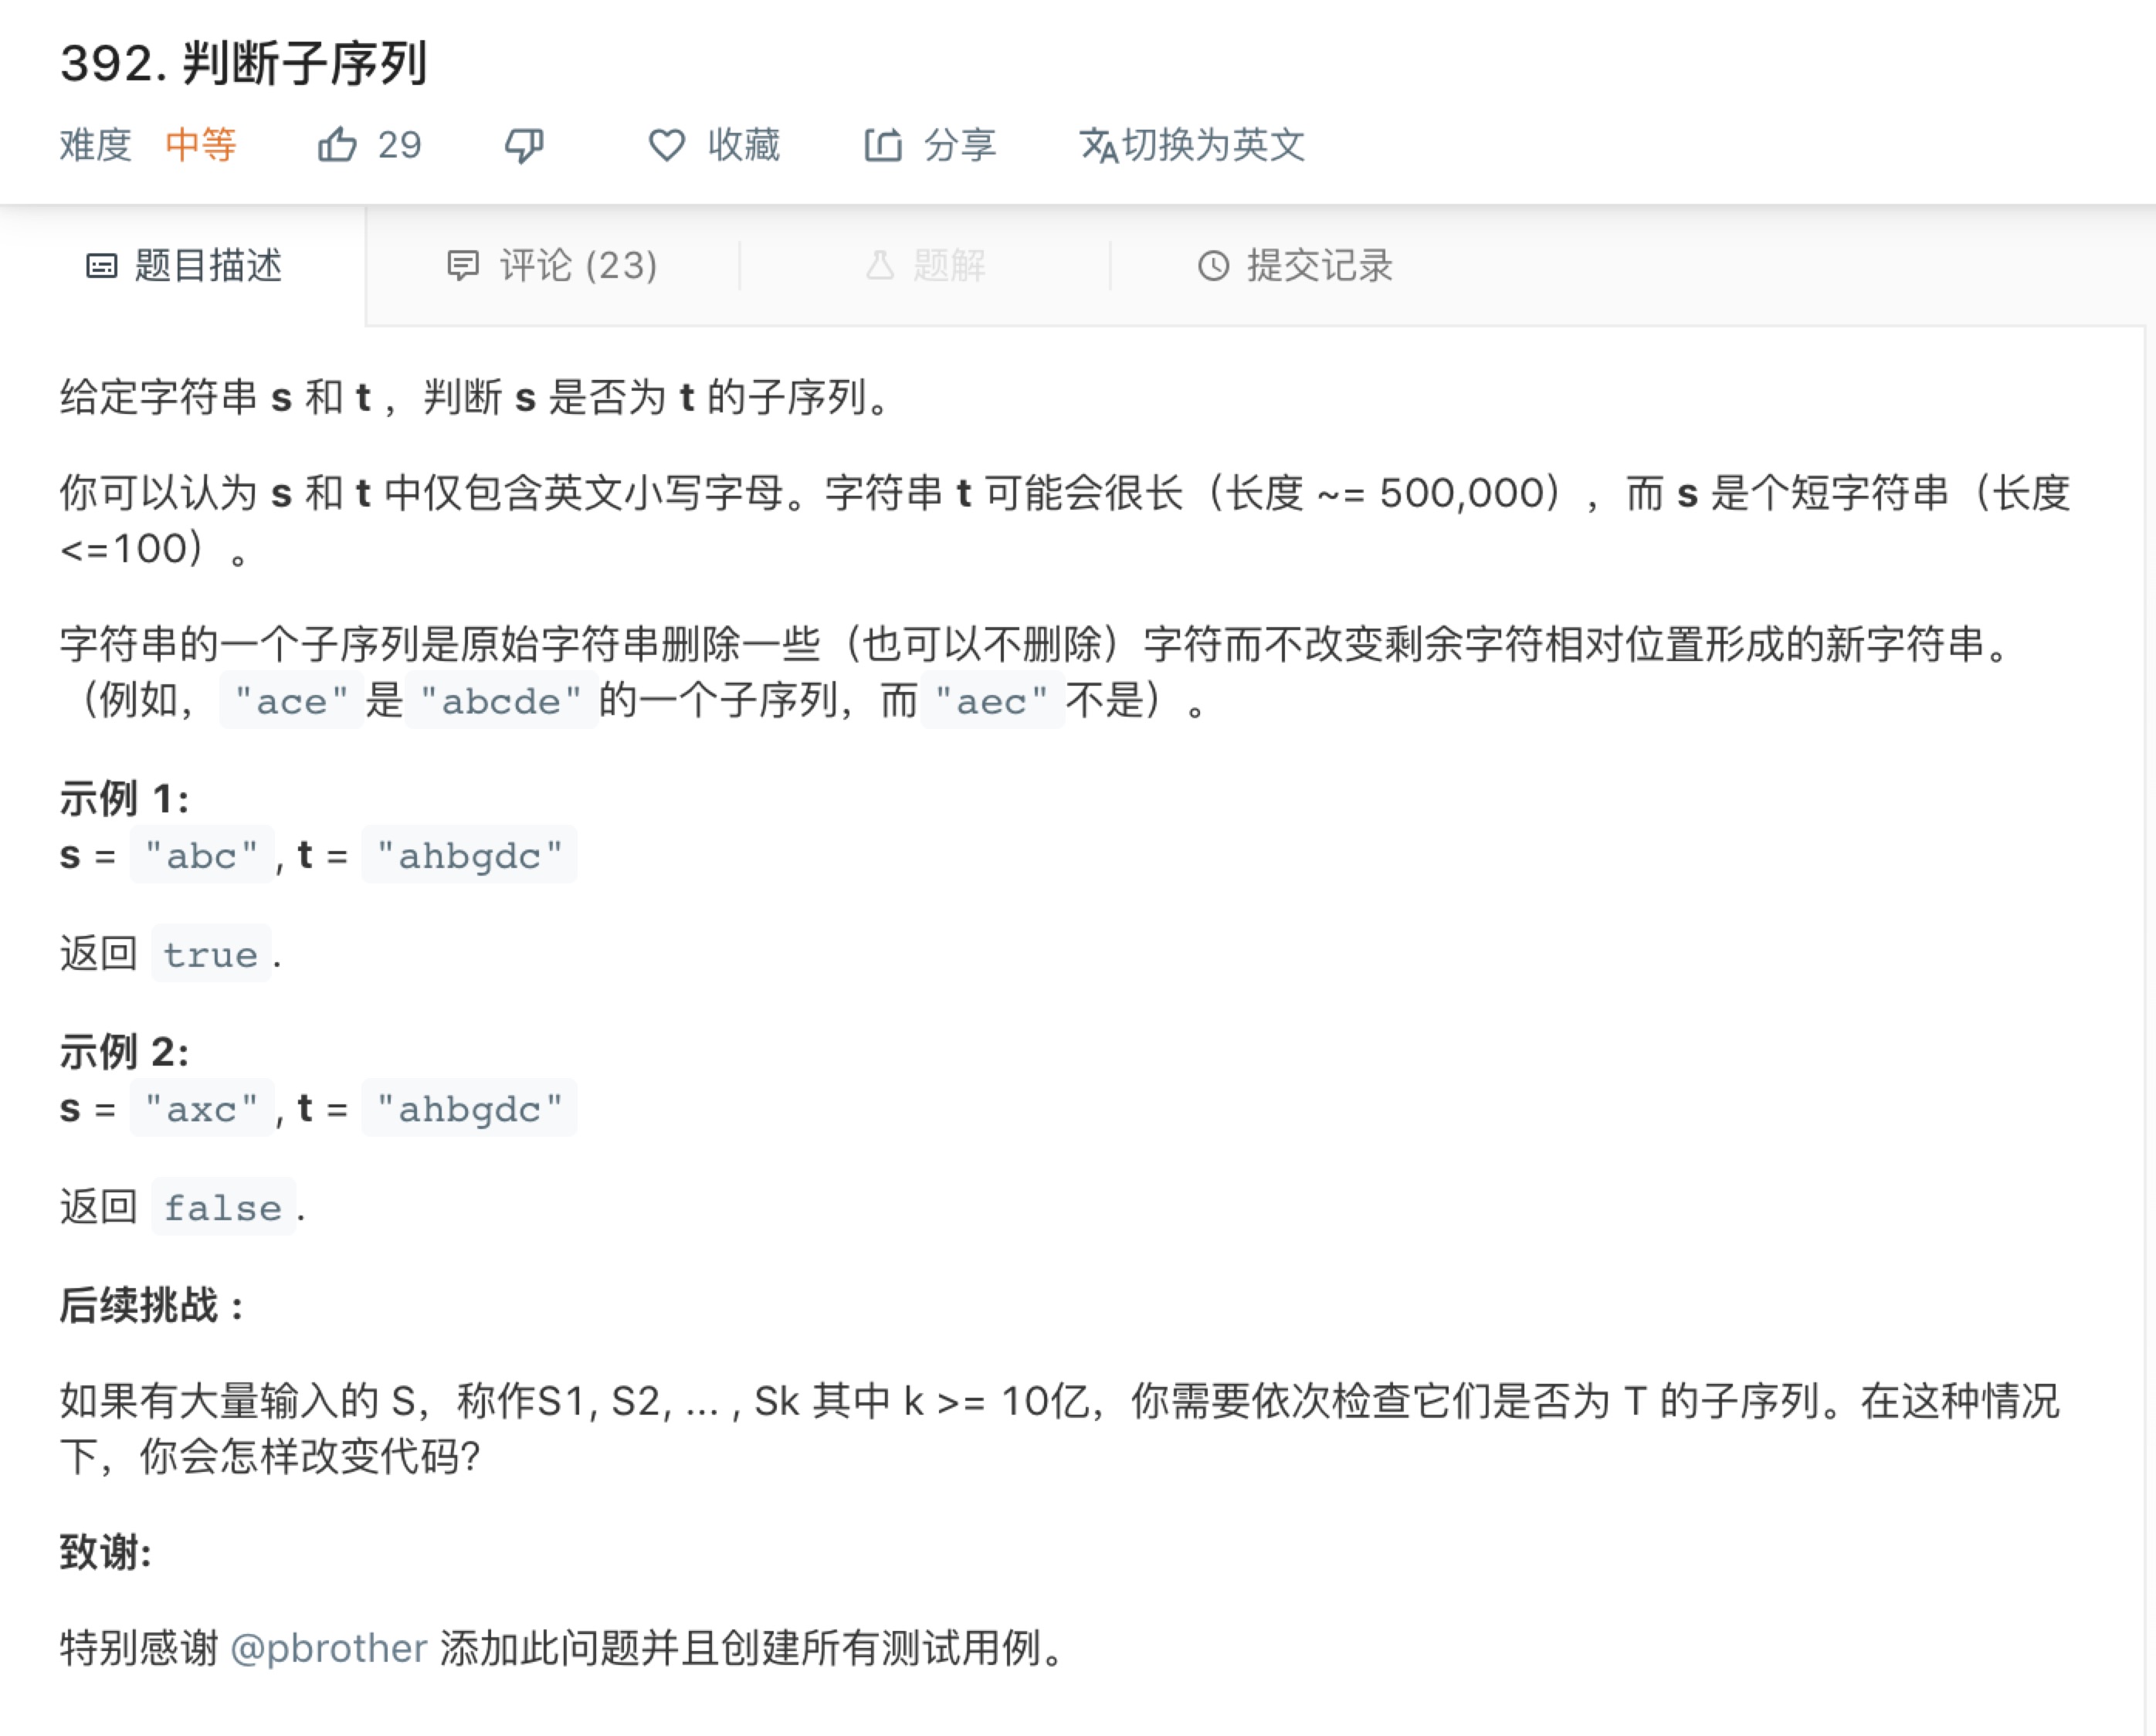 392. 判断子序列
难度 中等 29 收藏 分享 切换为英文
题目描述 评论 (23) 题解 提交记录
给定字符串 s 和 t ，判断 s 是否为 t 的子序列。
你可以认为 s 和 t 中仅包含英文小写字母。字符串 t 可能会很长（长度 ~= 500,000），而 s 是个短字符串（长度
<=100）。
字符串的一个子序列是原始字符串删除一些（也可以不删除）字符而不改变剩余字符相对位置形成的新字符串。
（例如，"ace"是"abcde"的一个子序列，而"aec"不是）。
示例 1:
s = "abc", t = "ahbgdc"
返回 true.
示例 2:
s = "axc", t = "ahbgdc"
返回 false.
后续挑战 :
如果有大量输入的 S，称作S1, S2, ... , Sk 其中 k >= 10亿，你需要依次检查它们是否为 T 的子序列。在这种情况
下，你会怎样改变代码?
致谢:
特别感谢 @pbrother 添加此问题并且创建所有测试用例。